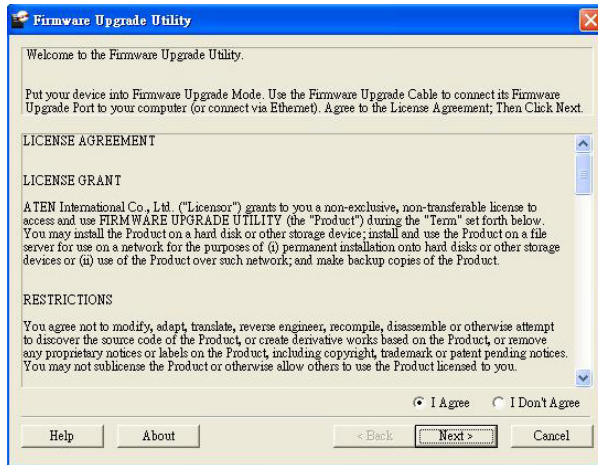 Firmware Upgrade Utility
Welcome to the Firmware Upgrade Utility.
Put your device into Firmware Upgrade Mode. Use the Firmware Upgrade Cable to connect its Firmware
Upgrade Port to your computer (or connect via Ethernet). Agree to the License Agreement; Then Click Next.
LICENSE AGREEMENT
LICENSE GRANT
ATEN International Co., Ltd. ("Licensor") grants to you a non-exclusive, non-transferable license to
access and use FIRMWARE UPGRADE UTILITY (the "Product") during the "Term" set forth below.
You may install the Product on a hard disk or other storage device; install and use the Product on a file
server for use on a network for the purposes of (i) permanent installation onto hard disks or other storage
devices or (ii) use of the Product over such network; and make backup copies of the Product.
RESTRICTIONS
You agree not to modify, adapt, translate, reverse engineer, recompile, disassemble or otherwise attempt
to discover the source code of the Product, or create derivative works based on the Product, or remove
any proprietary notices or labels on the Product, including copyright, trademark or patent pending notices.
You may not sublicense the Product or otherwise allow others to use the Product licensed to you.
I Agree I Don't Agree
Help About < Back Next > Cancel